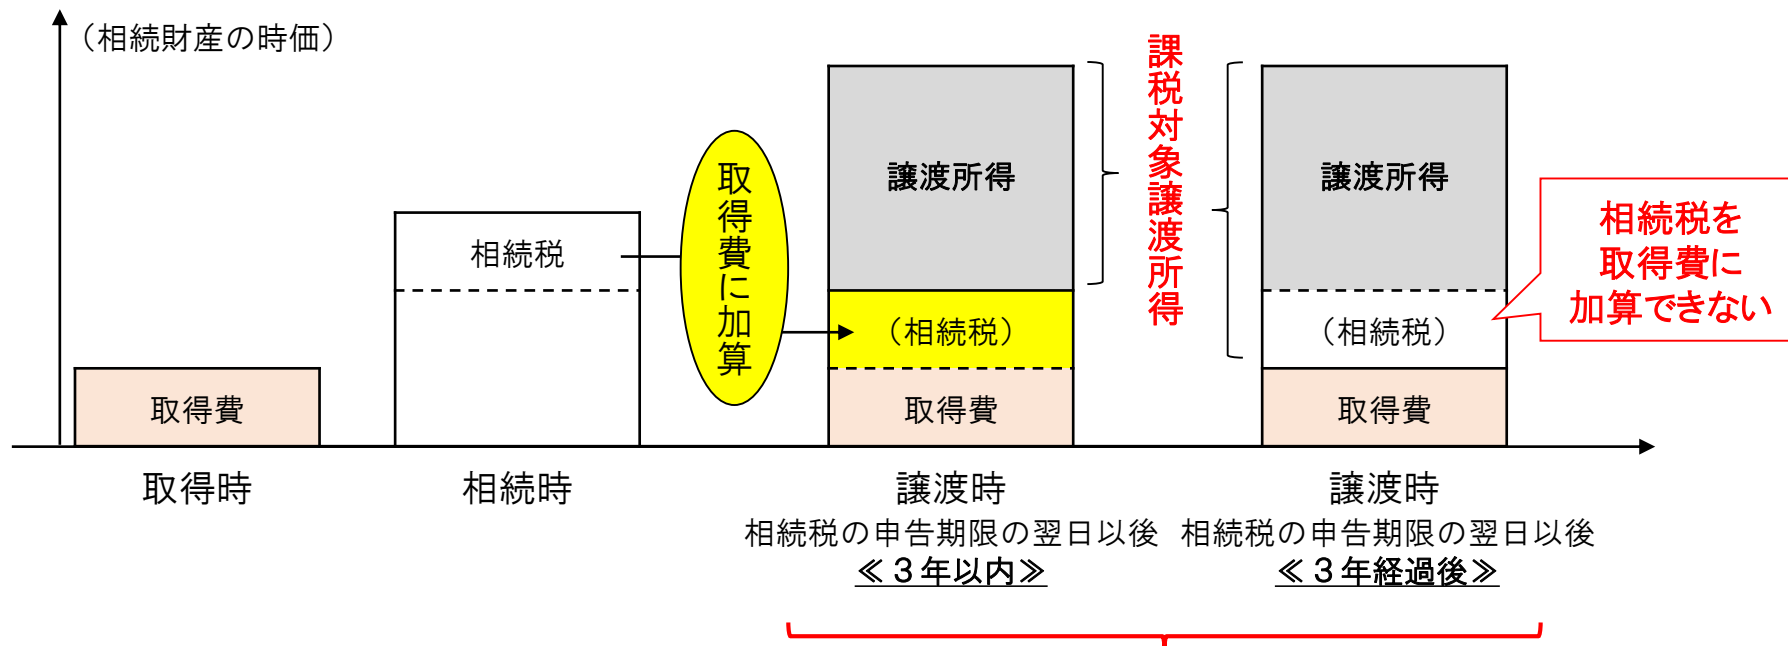 （相続財産の時価）
取得費
取得時
相続税
相続時
取得費に加算
譲渡所得
（相続税）
取得費
譲渡時
相続税の申告期限の翌日以後
≪３年以内≫
課税対象譲渡所得
譲渡所得
（相続税）
取得費
譲渡時
相続税の申告期限の翌日以後
≪３年経過後≫
相続税を
取得費に
加算できない